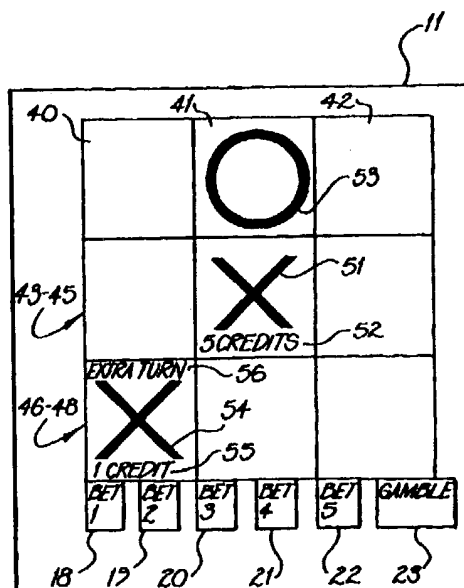 11
40 41 42
53
43-45
51
5 CREDITS 52
EXTRA TURN 56
46-48
54
1 CREDIT 55
BET 1 BET 2 BET 3 BET 4 BET 5 GAMBLE
18 19 20 21 22 23